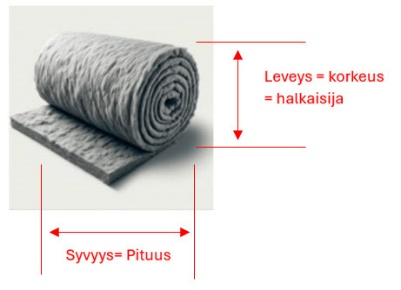 Leveys = korkeus
= halkaisija
Syvyys= Pituus